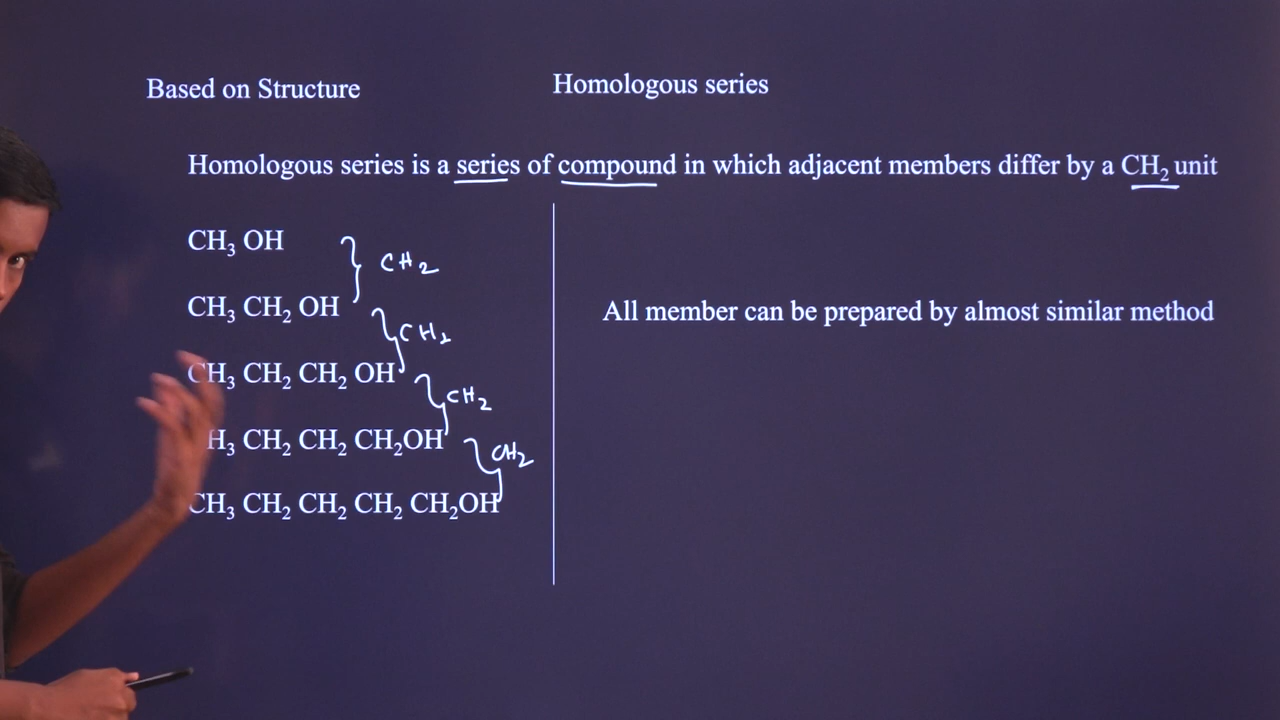 Based on Structure
Homologous series
Homologous series is a series of compound in which adjacent members differ by a CH₂ unit
CH₃ OH
CH₂
CH₃ CH₂ OH
CH₂
CH₃ CH₂ CH₂ OH
CH₂
H₃ CH₂ CH₂ CH₂OH
CH₂
CH₃ CH₂ CH₂ CH₂ CH₂OH
All member can be prepared by almost similar method